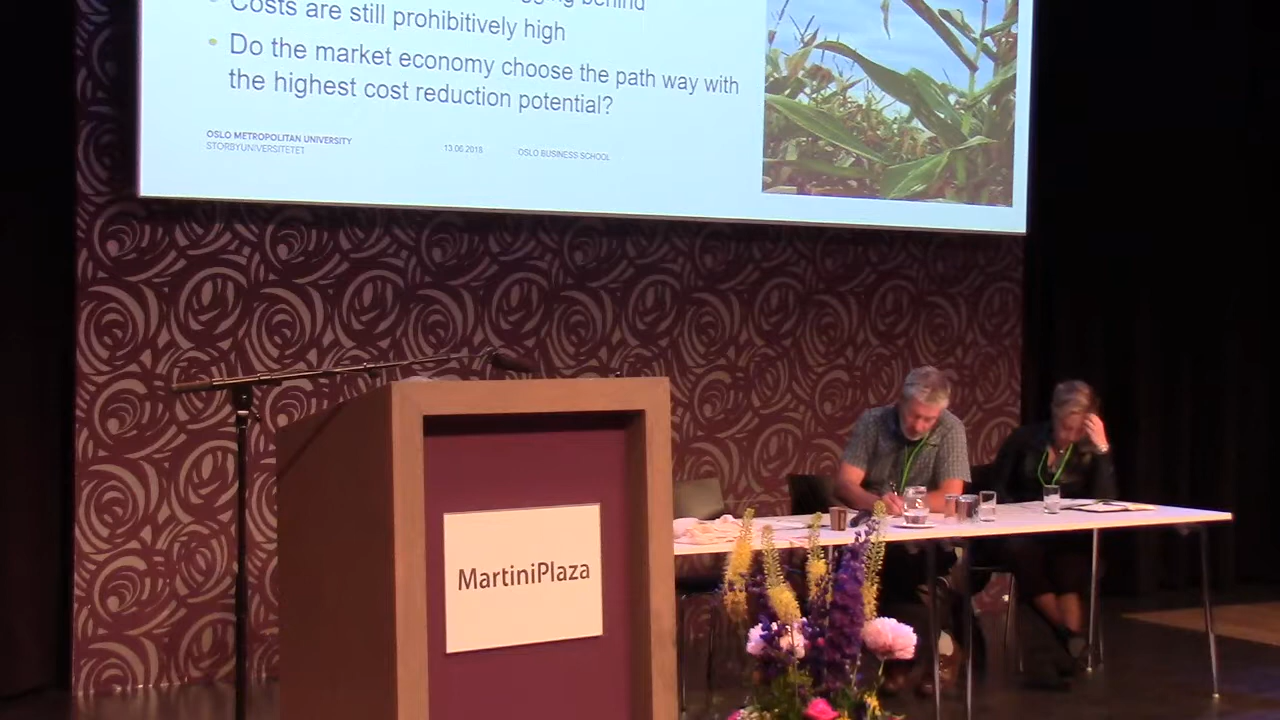 behind
Costs are still prohibitively high
Do the market economy choose the path way with
the highest cost reduction potential?
OSLO METROPOLITAN UNIVERSITY
STORBYUNIVERSITETET
13.06.2018
OSLO BUSINESS SCHOOL
MartiniPlaza